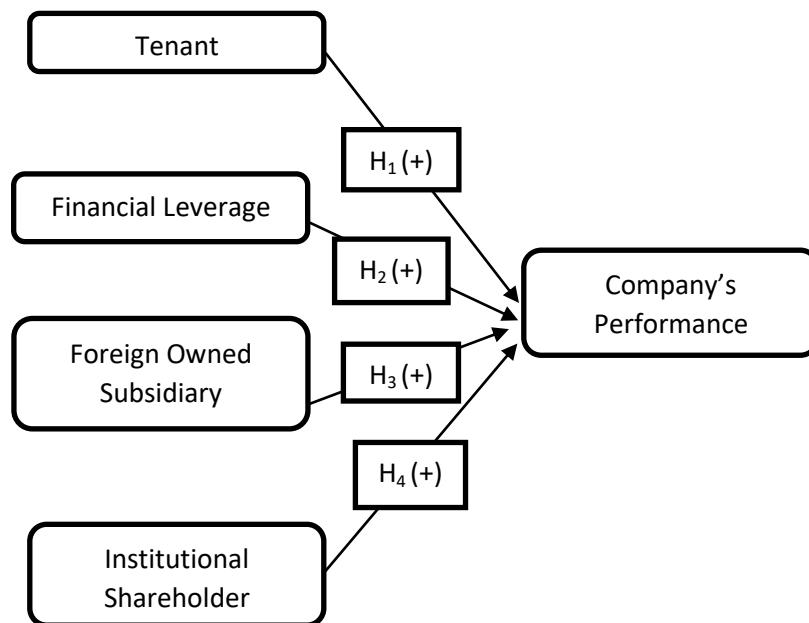 Tenant
H₁ (+)
Financial Leverage
H₂ (+)
Company’s
Performance
Foreign Owned
Subsidiary
H₃ (+)
H₄ (+)
Institutional
Shareholder